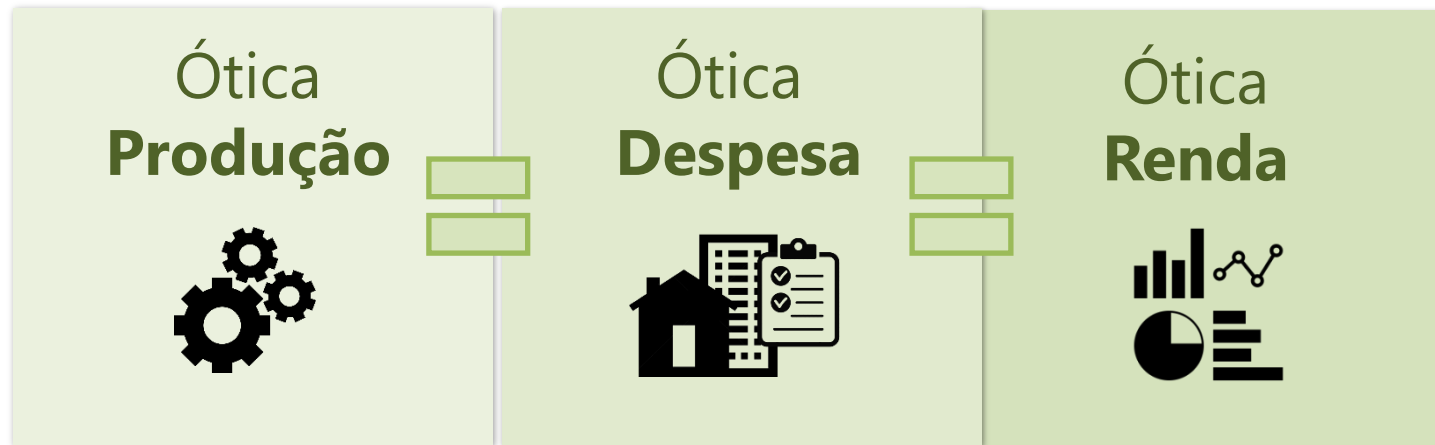 Ótica
Produção
Ótica
Despesa
Ótica
Renda